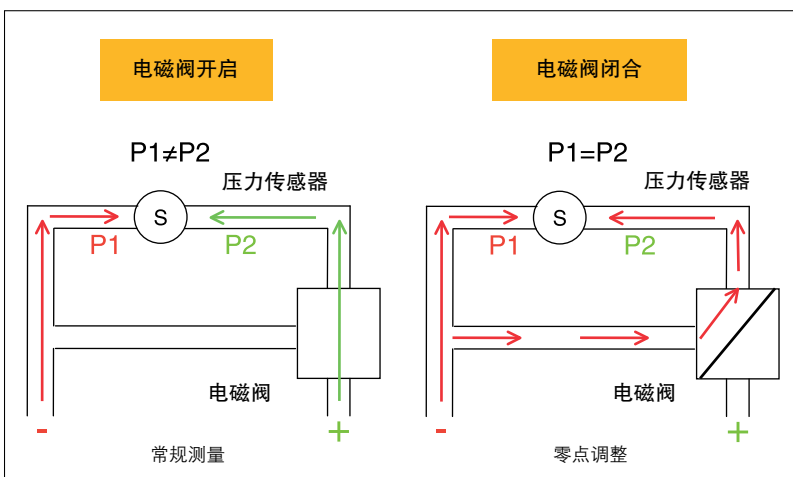 电磁阀开启
P1≠P2
压力传感器
S
P1
P2
电磁阀
-
+
常规测量
电磁阀闭合
P1=P2
压力传感器
S
P1
P2
电磁阀
-
+
零点调整